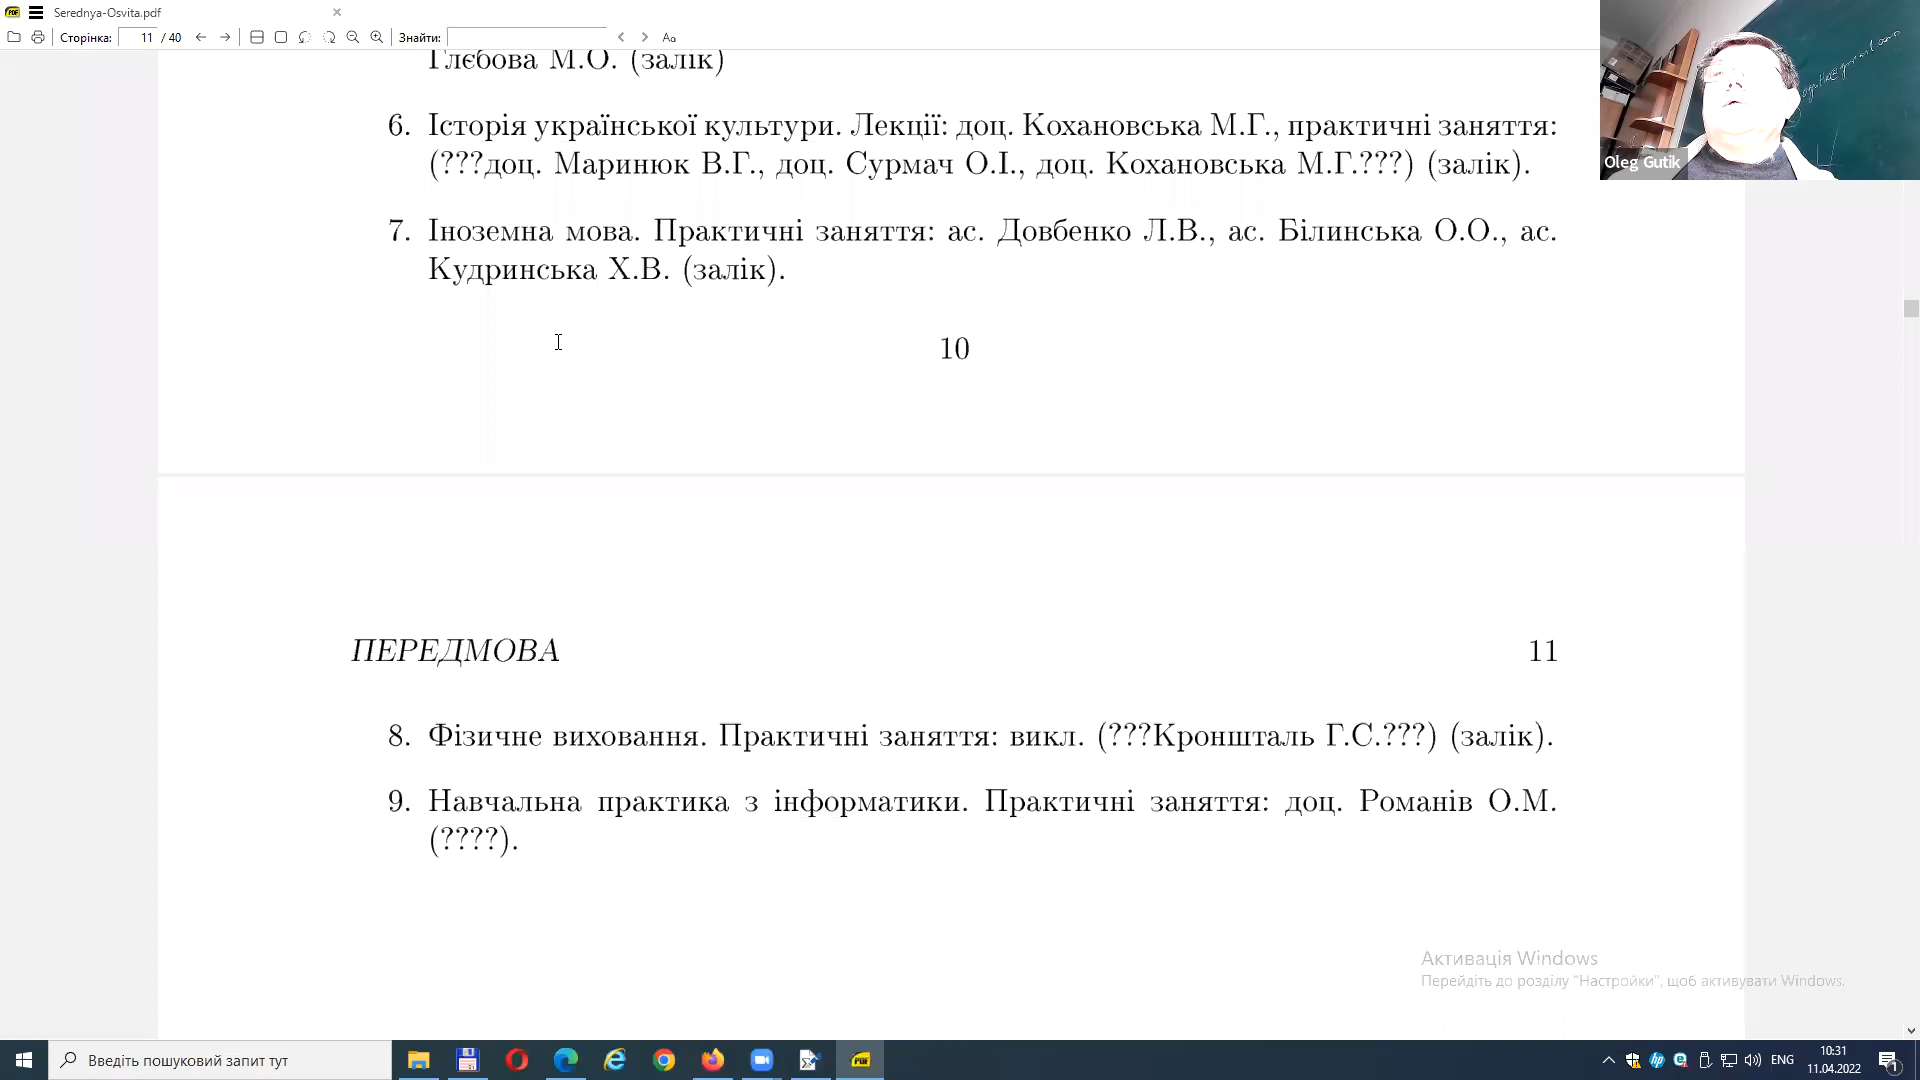 Serednya-Osvita.pdf
Сторінка: 11 / 40 Знайти: Aa
Глєбова М.О. (залік)
6. Історія української культури. Лекції: доц. Кохановська М.Г., практичні заняття:
(???доц. Маринюк В.Г., доц. Сурмач О.І., доц. Кохановська М.Г.???) (залік).
7. Іноземна мова. Практичні заняття: ас. Довбенко Л.В., ас. Білинська О.О., ас.
Кудринська Х.В. (залік).
10
ПЕРЕДМОВА 11
8. Фізичне виховання. Практичні заняття: викл. (???Кроншталь Г.С.???) (залік).
9. Навчальна практика з інформатики. Практичні заняття: доц. Романів О.М.
(????).
Oleg Gutik
Активація Windows
Перейдіть до розділу "Настройки", щоб активувати Windows.
Введіть пошуковий запит тут
PDF
hp
ENG
10:31
11.04.2022
1